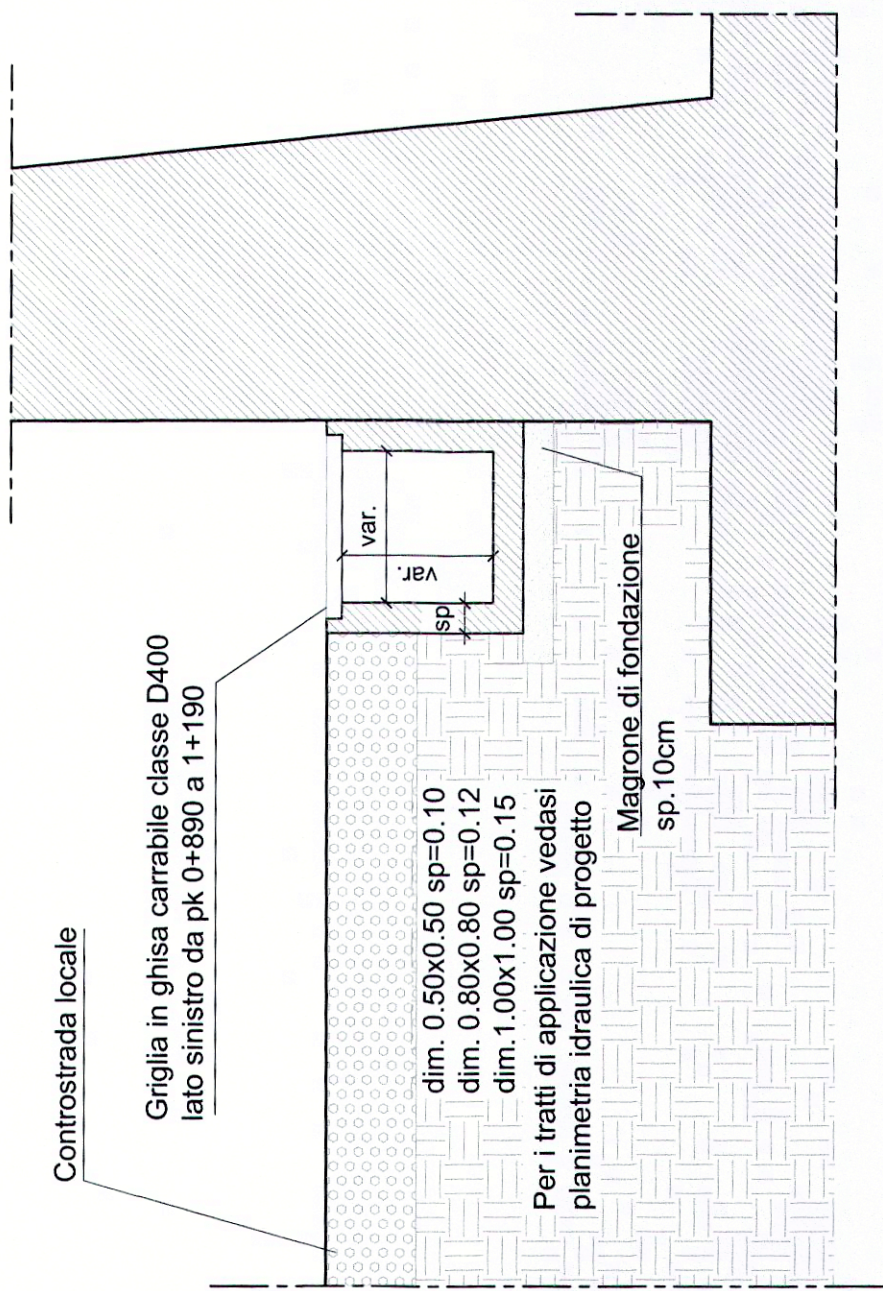 Controstrada locale
Griglia in ghisa carrabile classe D400
lato sinistro da pk 0+890 a 1+190
var.
var.
sp
dim. 0.50x0.50 sp=0.10
dim. 0.80x0.80 sp=0.12
dim.1.00x1.00 sp=0.15
Per i tratti di applicazione vedasi
planimetria idraulica di progetto
Magrone di fondazione
sp.10cm